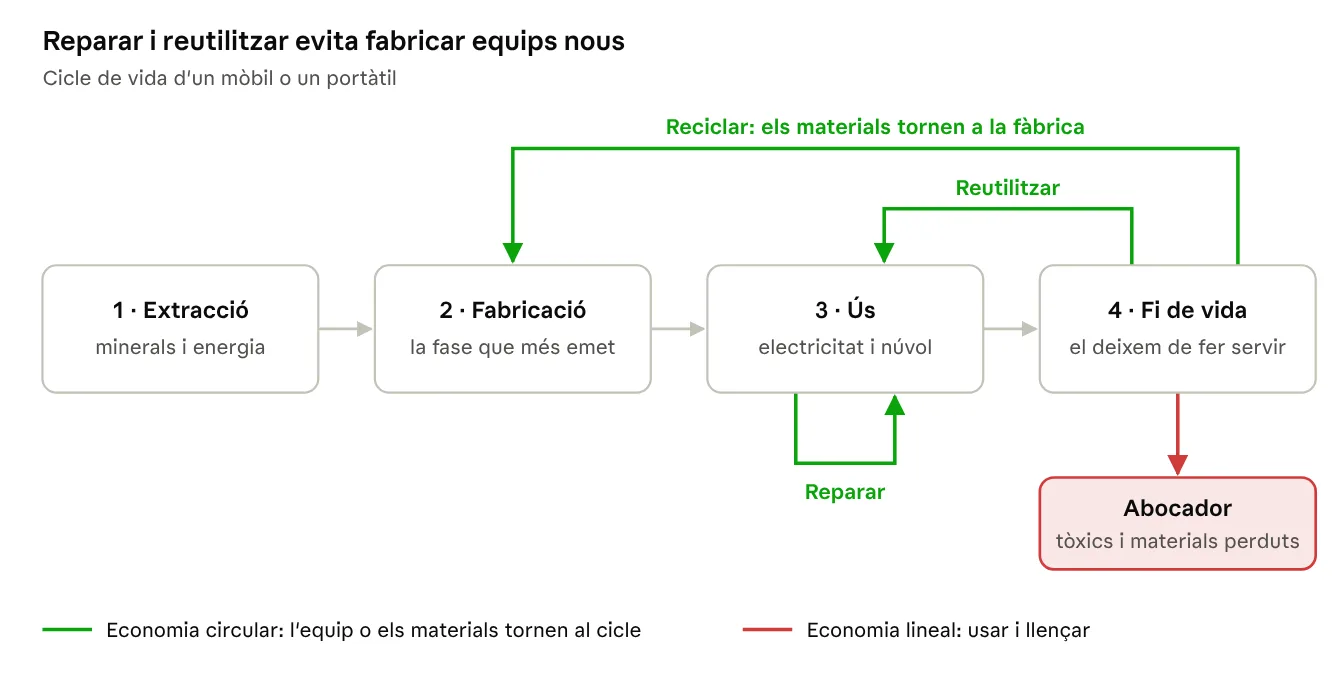 Reparar i reutilitzar evita fabricar equips nous
Cicle de vida d'un mòbil o un portàtil
Reciclar: els materials tornen a la fàbrica
Reutilitzar
1 · Extracció
minerals i energia
2 · Fabricació
la fase que més emet
3 · Ús
electricitat i núvol
4 · Fi de vida
el deixem de fer servir
Reparar
Abocador
tòxics i materials perduts
Economia circular: l'equip o els materials tornen al cicle
Economia lineal: usar i llençar